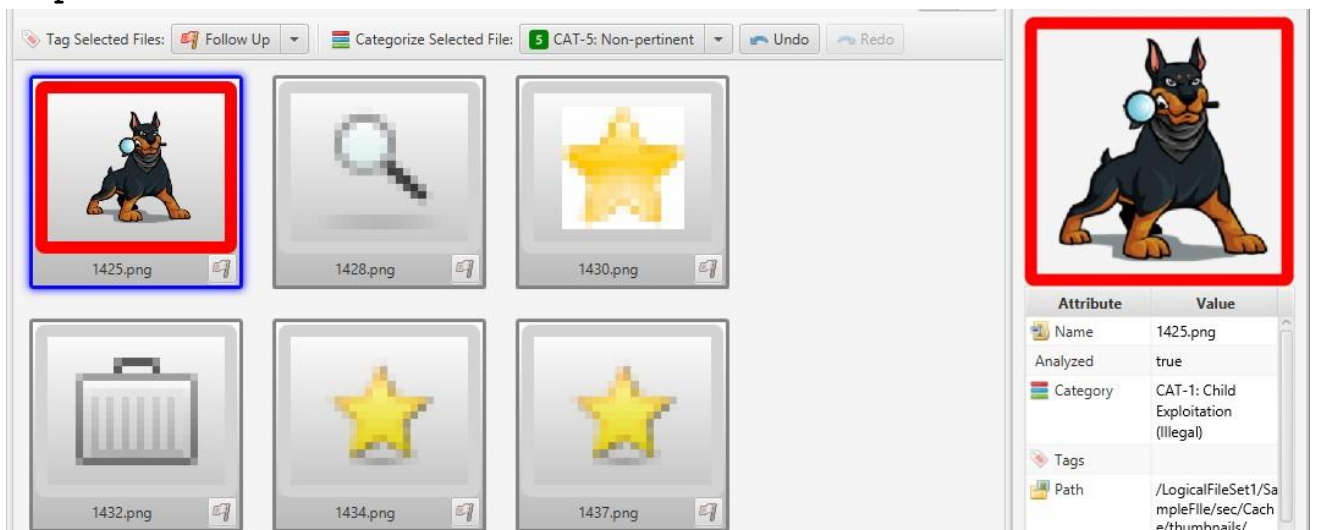 Tag Selected Files: Follow Up Categorize Selected File: 5 CAT-5: Non-pertinent Undo Redo
1425.png 1428.png 1430.png
1432.png 1434.png 1437.png
Attribute Value
Name 1425.png
Analyzed true
Category CAT-1: Child
Exploitation
(Illegal)
Tags
Path /LogicalFileSet1/Sa
mpleFIle/sec/Cach
e/thumbnails/